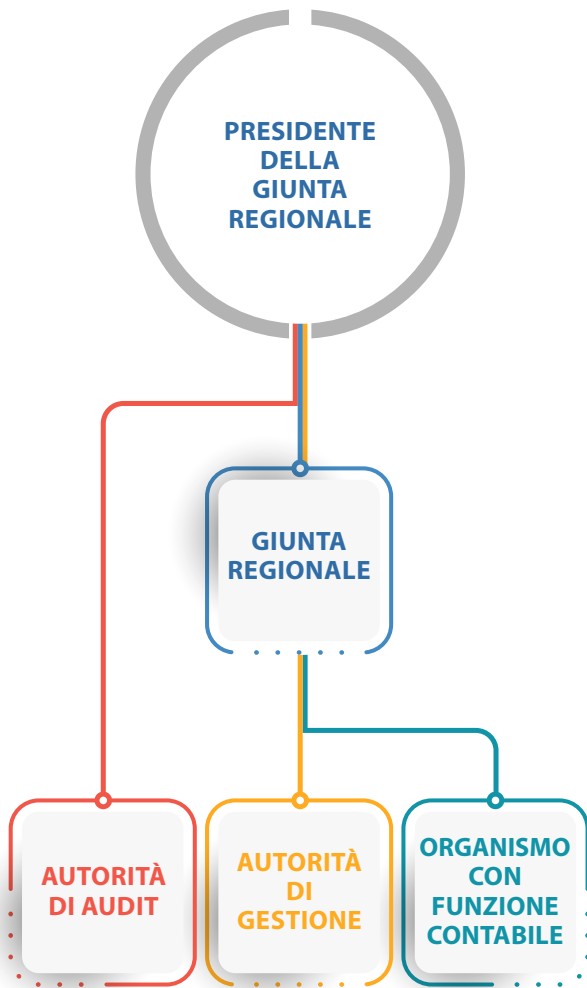 PRESIDENTE
DELLA
GIUNTA
REGIONALE
GIUNTA
REGIONALE
AUTORITÀ
DI AUDIT
AUTORITÀ
DI
GESTIONE
ORGANISMO
CON
FUNZIONE
CONTABILE